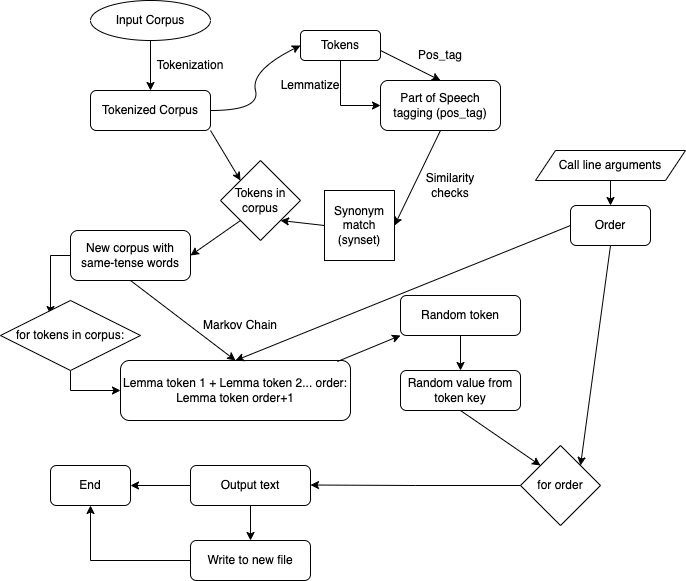 Input Corpus
Tokenization
Tokens
Pos_tag
Lemmatize
Tokenized Corpus
Part of Speech
tagging (pos_tag)
Similarity
checks
Call line arguments
Tokens in
corpus
Synonym
match
(synset)
Order
New corpus with
same-tense words
for tokens in corpus:
Markov Chain
Random token
Lemma token 1 + Lemma token 2... order:
Lemma token order+1
Random value from
token key
End
Output text
for order
Write to new file